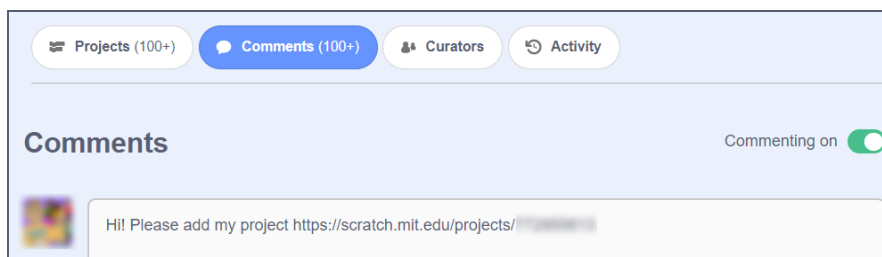 Projects (100+) Comments (100+) Curators Activity
Comments
Commenting on
Hi! Please add my project https://scratch.mit.edu/projects/